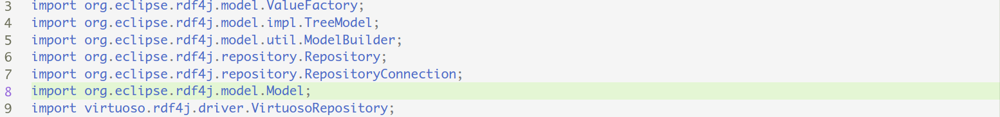 3 import org.eclipse.rdf4j.model.ValueFactory;
4 import org.eclipse.rdf4j.model.impl.TreeModel;
5 import org.eclipse.rdf4j.model.util.ModelBuilder;
6 import org.eclipse.rdf4j.repository.Repository;
7 import org.eclipse.rdf4j.repository.RepositoryConnection;
8 import org.eclipse.rdf4j.model.Model;
9 import virtuoso.rdf4j.driver.VirtuosoRepository;